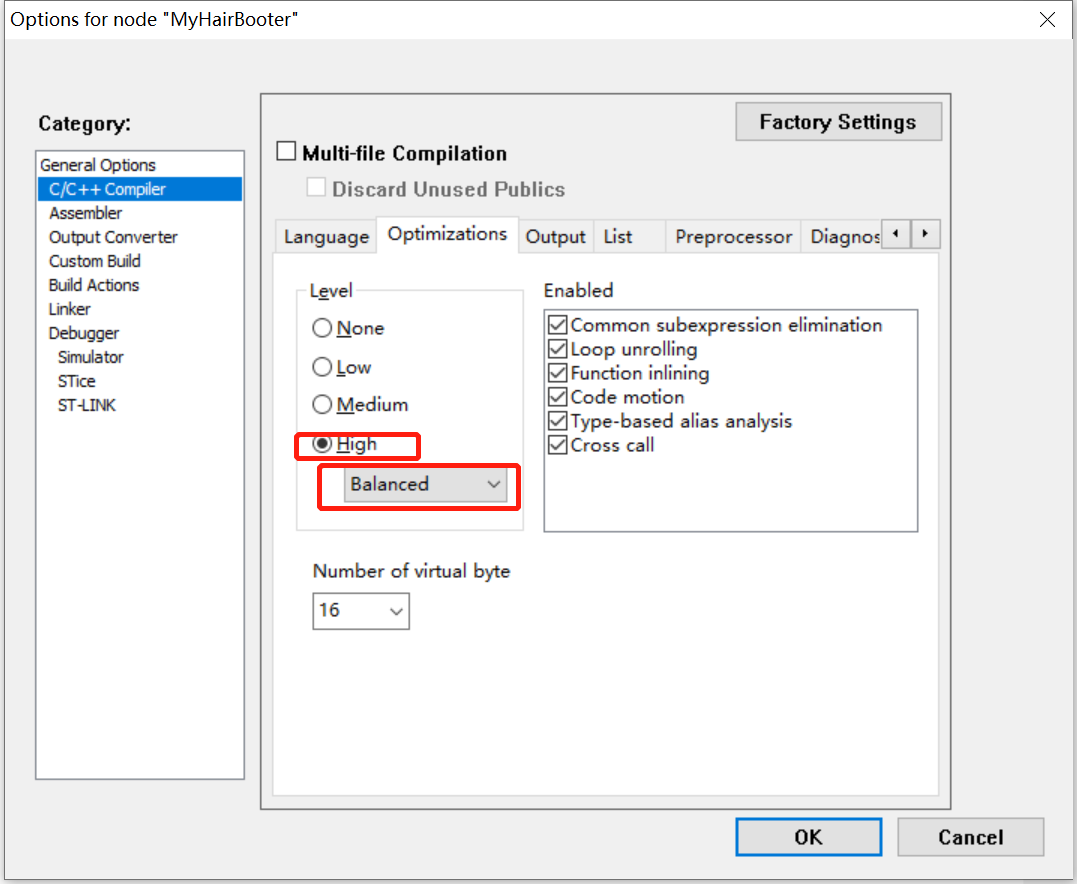 Options for node "MyHairBooter"
Category:
General Options
C/C++ Compiler
Assembler
Output Converter
Custom Build
Build Actions
Linker
Debugger
Simulator
STice
ST-LINK
Factory Settings
Multi-file Compilation
Discard Unused Publics
Language Optimizations Output List Preprocessor Diagnos
Level
None
Low
Medium
High
Balanced
Enabled
Common subexpression elimination
Loop unrolling
Function inlining
Code motion
Type-based alias analysis
Cross call
Number of virtual byte
16
OK Cancel